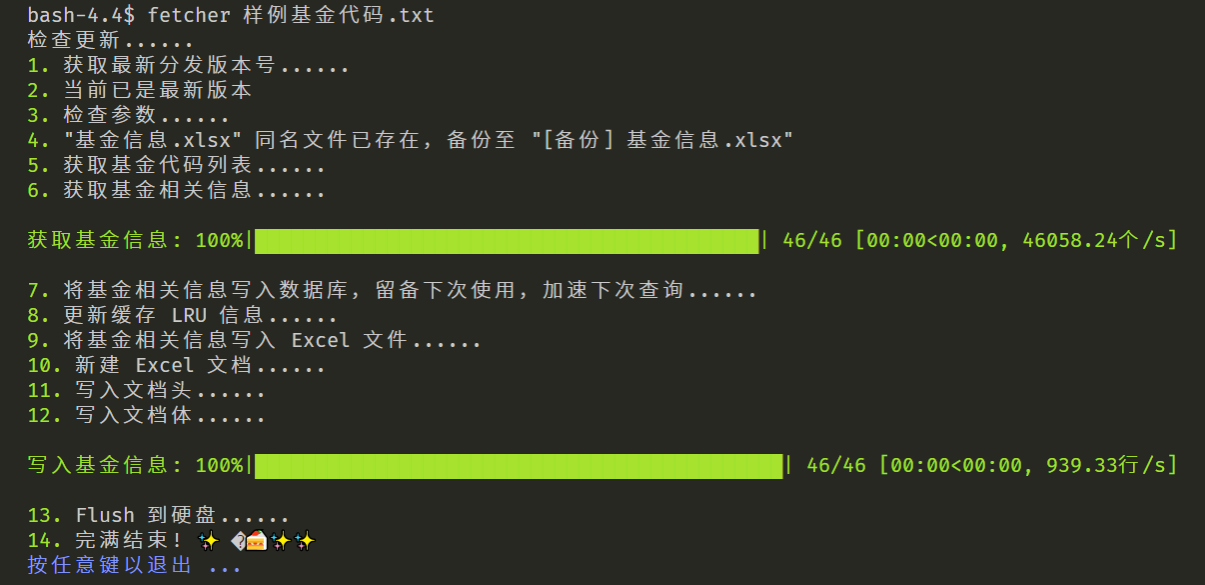 bash-4.4$ fetcher 样例基金代码.txt
检查更新......
1. 获取最新分发版本号......
2. 当前已是最新版本
3. 检查参数......
4. "基金信息.xlsx" 同名文件已存在，备份至 "[备份] 基金信息.xlsx"
5. 获取基金代码列表......
6. 获取基金相关信息......
获取基金信息: 100%|██████████████████████████████████████████| 46/46 [00:00<00:00, 46058.24个/s]
7. 将基金相关信息写入数据库，留备下次使用，加速下次查询......
8. 更新缓存 LRU 信息......
9. 将基金相关信息写入 Excel 文件......
10. 新建 Excel 文档......
11. 写入文档头......
12. 写入文档体......
写入基金信息: 100%|████████████████████████████████████████████| 46/46 [00:00<00:00, 939.33行/s]
13. Flush 到硬盘......
14. 完满结束! ✨ �🍰✨✨
按任意键以退出 ...